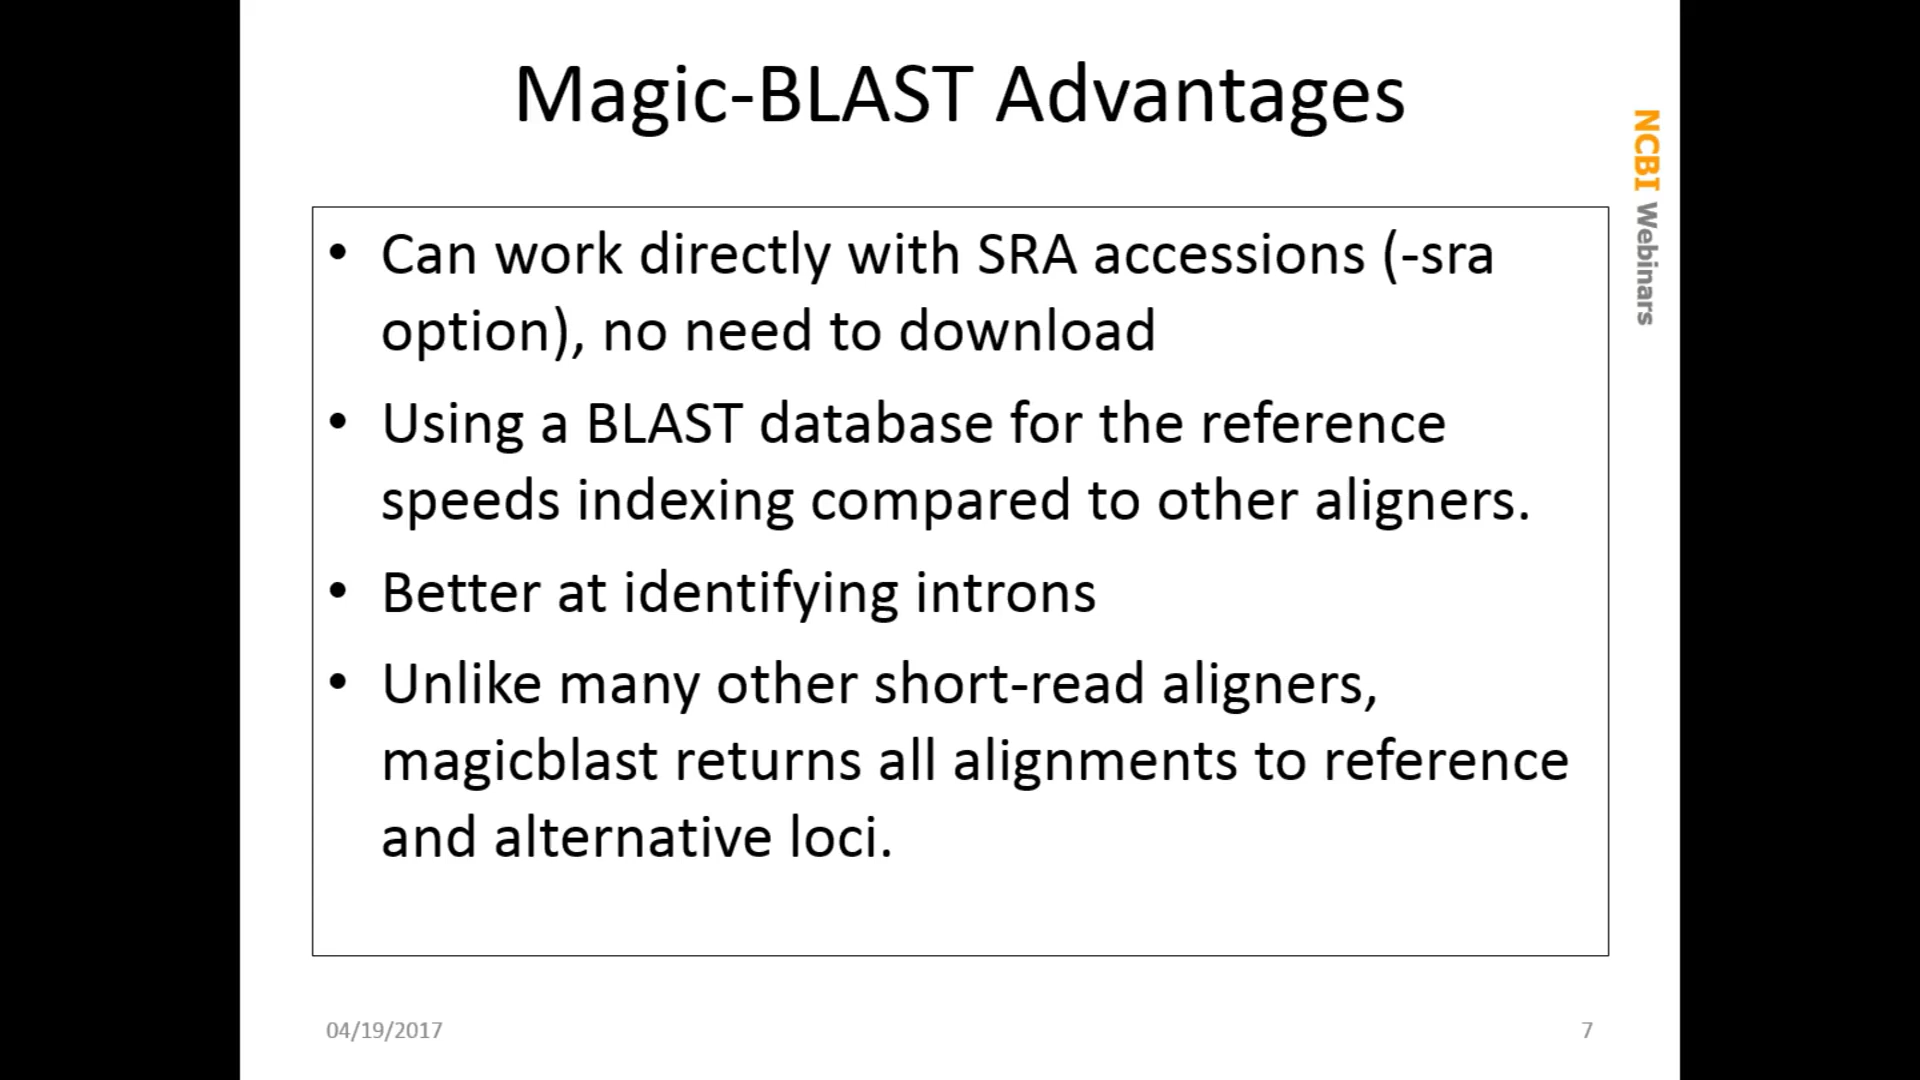 Magic-BLAST Advantages
NCBI Webinars
• Can work directly with SRA accessions (-sra
option), no need to download
• Using a BLAST database for the reference
speeds indexing compared to other aligners.
• Better at identifying introns
• Unlike many other short-read aligners,
magicblast returns all alignments to reference
and alternative loci.
04/19/2017
7